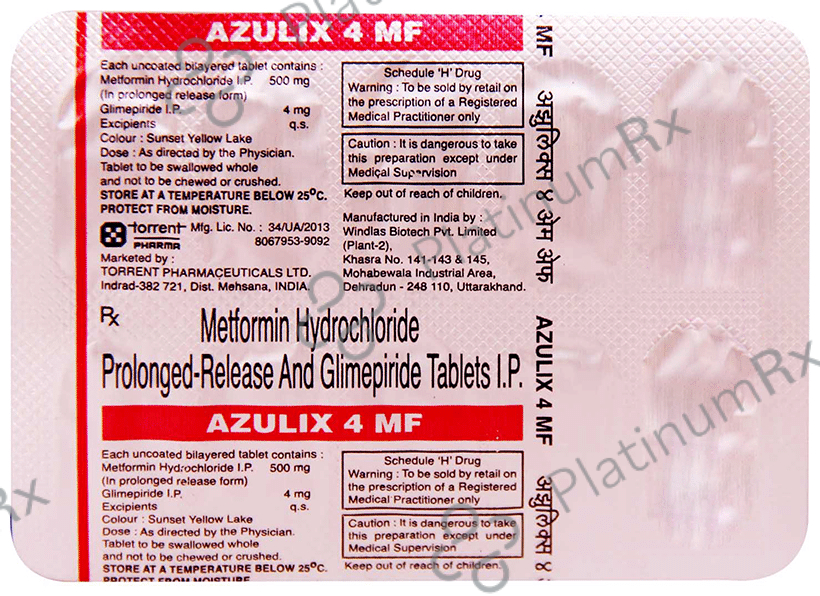 AZULIX 4 MF
Each uncoated bilayered tablet contains :
Metformin Hydrochloride I.P. 500 mg
(In prolonged release form)
Glimepiride I.P. 4 mg
Excipients q.s.
Colour : Sunset Yellow Lake
Dose : As directed by the Physician.
Tablet to be swallowed whole
and not to be chewed or crushed.
STORE AT A TEMPERATURE BELOW 25°C.
PROTECT FROM MOISTURE.
Schedule 'H' Drug
Warning : To be sold by retail on
the prescription of a Registered
Medical Practitioner only
Caution : It is dangerous to take
this preparation except under
Medical Supervision
Keep out of reach of children.
torrent
PHARMA
Mfg. Lic. No. : 34/UA/2013
8067953-9092
Marketed by :
TORRENT PHARMACEUTICALS LTD.
Indrad-382 721, Dist. Mehsana, INDIA.
Manufactured in India by :
Windlas Biotech Pvt. Limited
(Plant-2),
Khasra No. 141-143 & 145,
Mohabewala Industrial Area,
Dehradun - 248 110, Uttarakhand.
Rx
Metformin Hydrochloride
Prolonged-Release And Glimepiride Tablets I.P.
AZULIX 4 MF
Each uncoated bilayered tablet contains :
Metformin Hydrochloride I.P. 500 mg
(In prolonged release form)
Glimepiride I.P. 4 mg
Excipients q.s.
Colour : Sunset Yellow Lake
Dose : As directed by the Physician.
Tablet to be swallowed whole
and not to be chewed or crushed.
STORE AT A TEMPERATURE BELOW 25°C.
PROTECT FROM MOISTURE
Schedule 'H' Drug
Warning : To be sold by retail on
the prescription of a Registered
Medical Practitioner only
Caution : It is dangerous to take
this preparation except under
Medical Supervision
Keep out of reach of children.
MF
अझुलिक्स ४ एम एफ
AZULIX 4 MF
अझुलिक्स ४
PlatinumRx
PlatinumRx
PlatinumRx
PlatinumRx
Rx